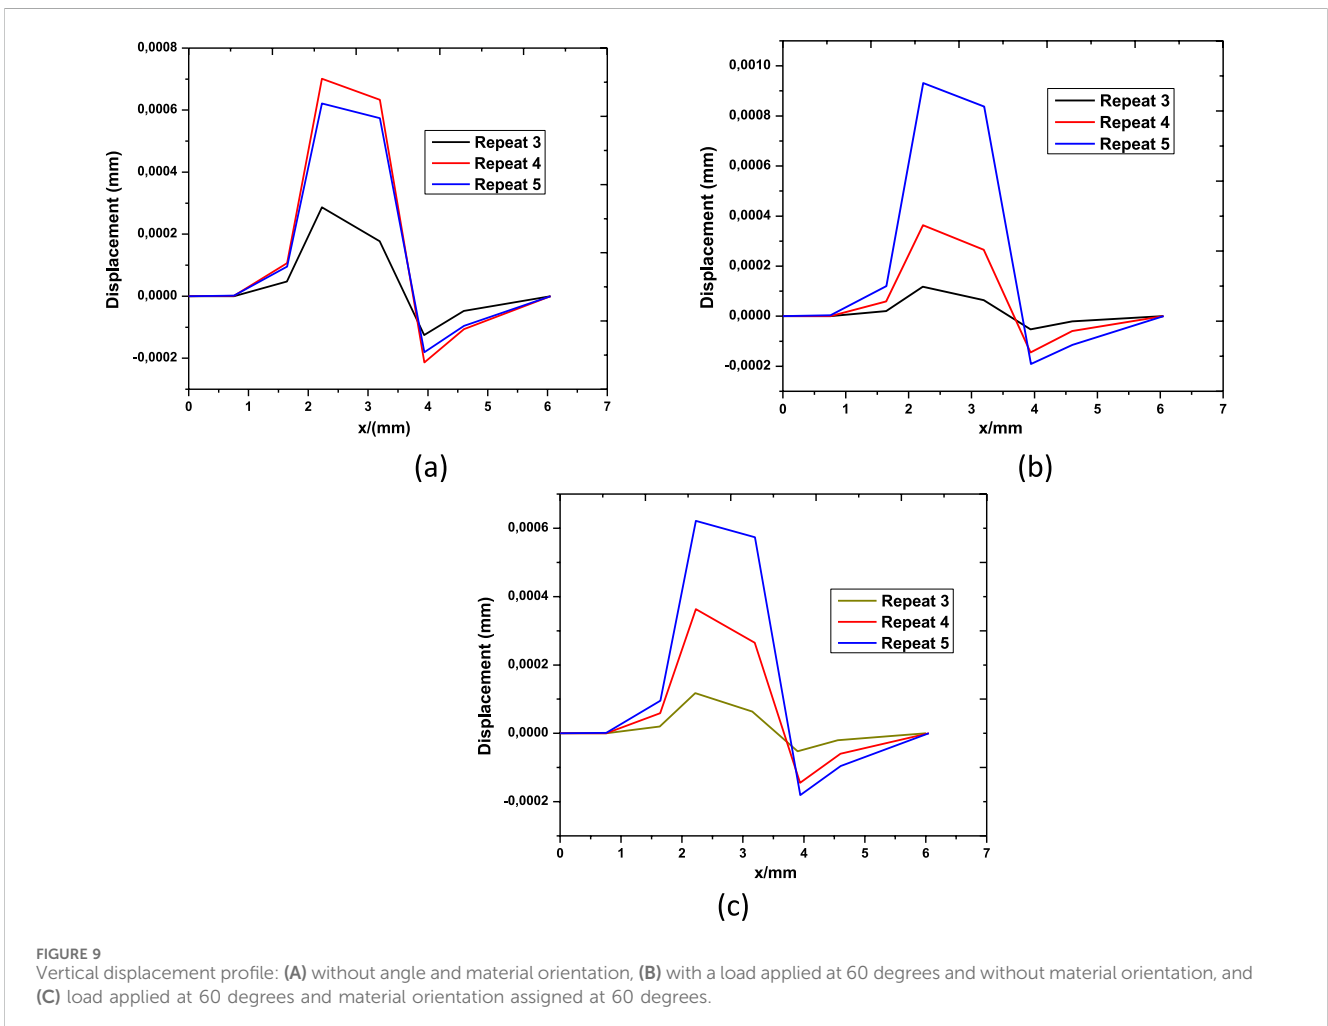 0,0008
0,0006
0,0004
0,0002
0,0000
-0,0002
Displacement (mm)
Repeat 3
Repeat 4
Repeat 5
0 1 2 3 4 5 6 7
x/(mm)
(a)
0,0010
0,0008
0,0006
0,0004
0,0002
0,0000
-0,0002
Displacement (mm)
Repeat 3
Repeat 4
Repeat 5
0 1 2 3 4 5 6 7
x/mm
(b)
0,0006
0,0004
0,0002
0,0000
-0,0002
Displacement (mm)
Repeat 3
Repeat 4
Repeat 5
0 1 2 3 4 5 6 7
x/mm
(c)
FIGURE 9
Vertical displacement profile: (A) without angle and material orientation, (B) with a load applied at 60 degrees and without material orientation, and
(C) load applied at 60 degrees and material orientation assigned at 60 degrees.